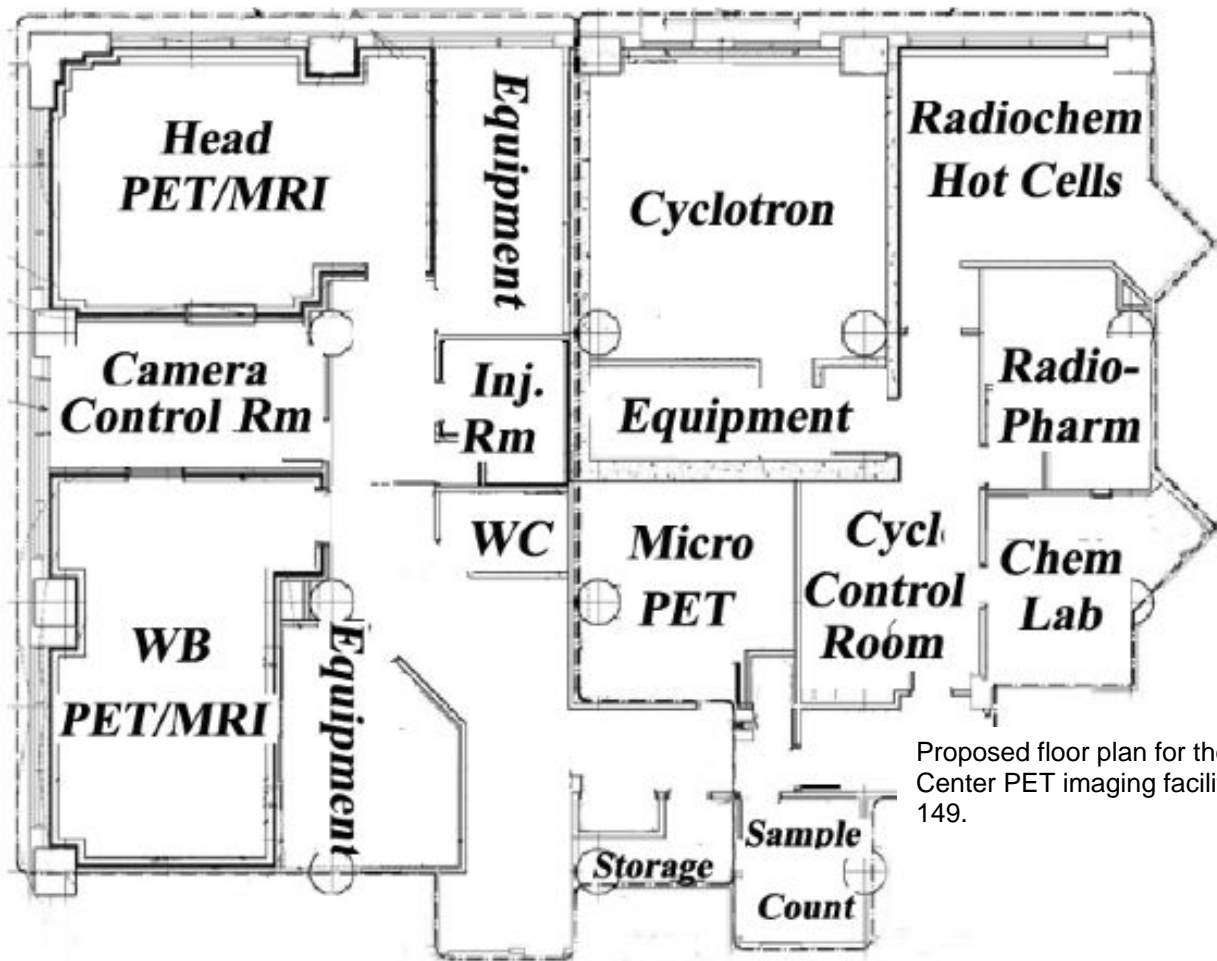 Head
PET/MRI
Equipment
Cyclotron
Radiochem
Hot Cells
Camera
Control Rm
Inj.
Rm
Equipment
Radio-
Pharm
WC
Micro
PET
Cycl
Control
Room
Chem
Lab
WB
PET/MRI
Equipment
Storage
Sample
Count
Proposed floor plan for the
Center PET imaging facili
149.